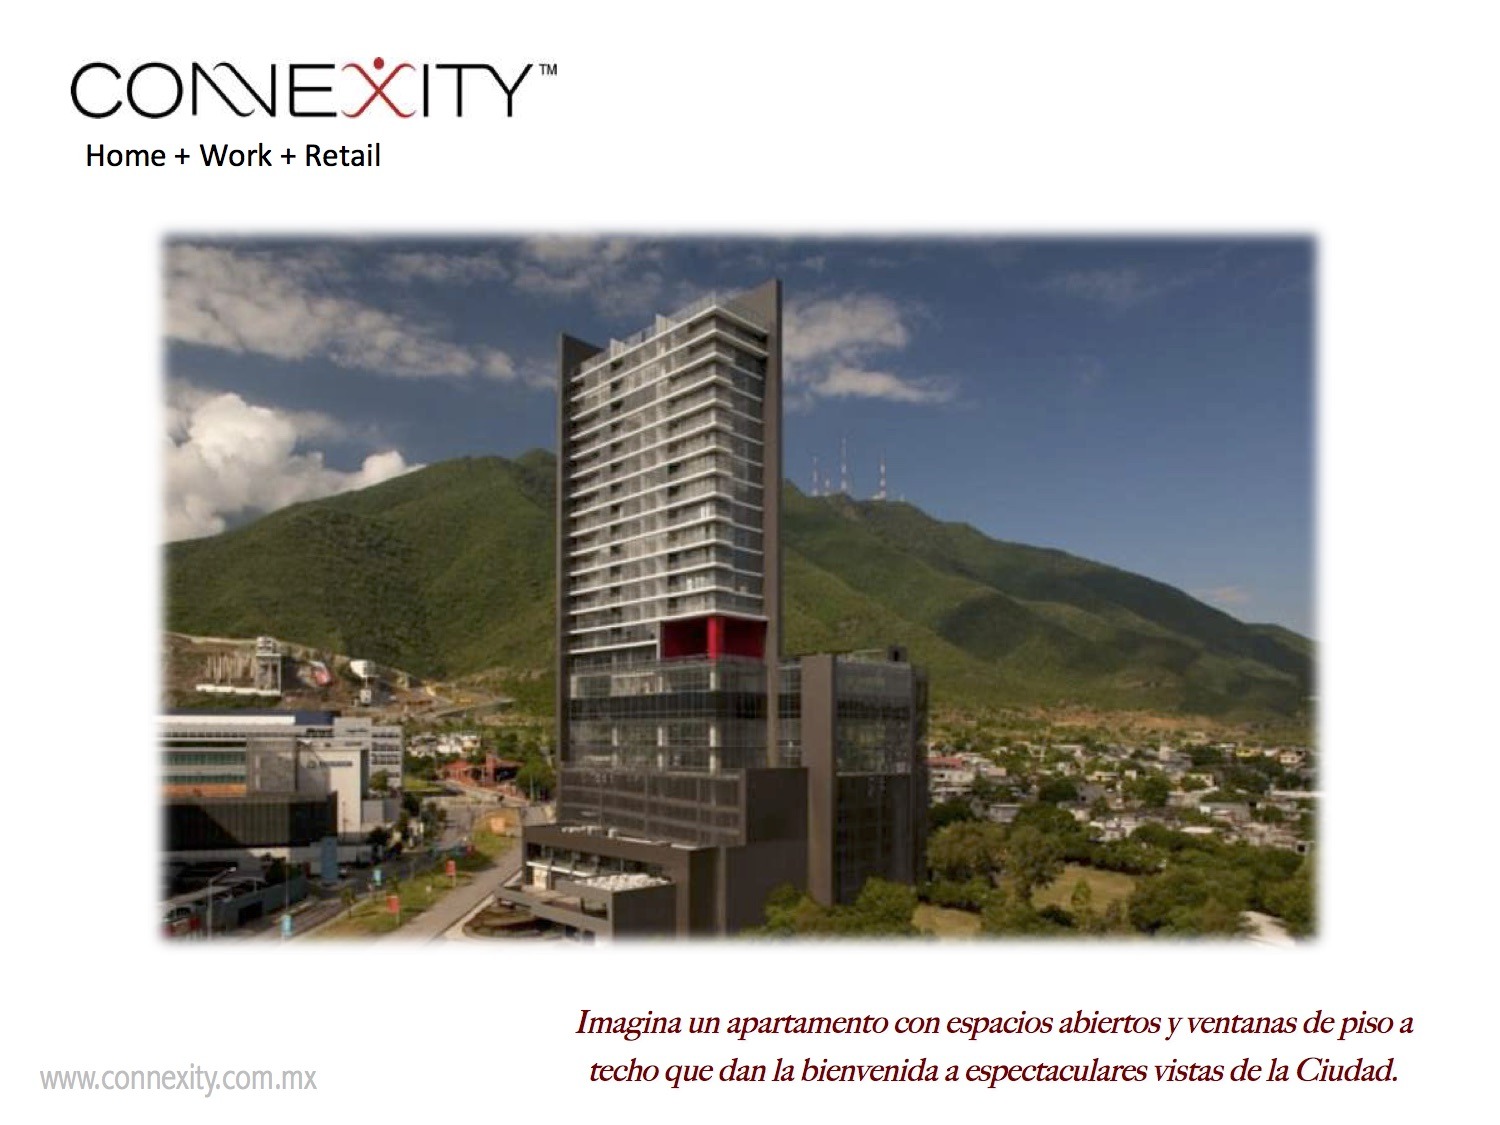 CONNEXITY™
Home + Work + Retail
Imagina un apartamento con espacios abiertos y ventanas de piso a
techo que dan la bienvenida a espectaculares vistas de la Ciudad.
www.connexity.com.mx